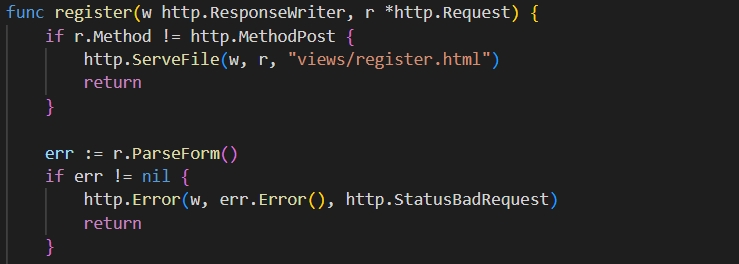 func register(w http.ResponseWriter, r *http.Request) {
    if r.Method != http.MethodPost {
        http.ServeFile(w, r, "views/register.html")
        return
    }

    err := r.ParseForm()
    if err != nil {
        http.Error(w, err.Error(), http.StatusBadRequest)
        return
    }